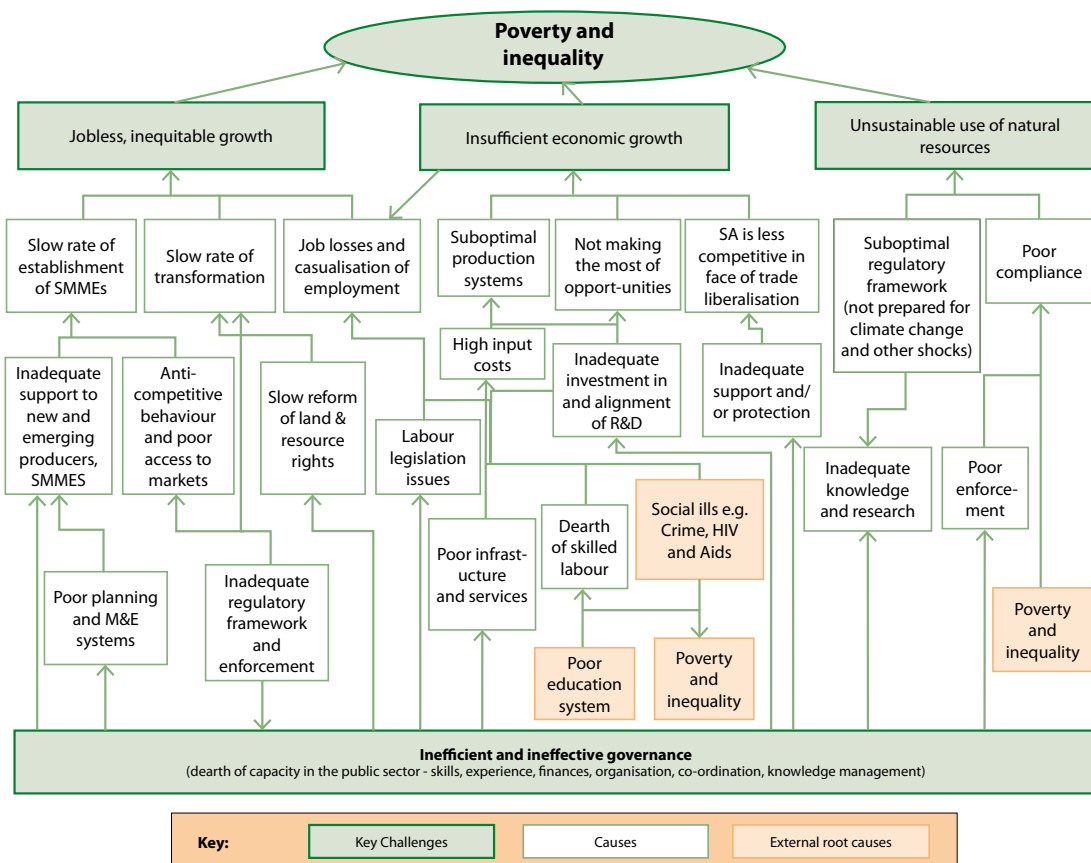 Poverty and
inequality
Jobless, inequitable growth
Insufficient economic growth
Unsustainable use of natural
resources
Slow rate of
establishment
of SMMEs
Slow rate of
transformation
Job losses and
casualisation of
employment
Suboptimal
production
systems
Not making
the most of
opport-unities
SA is less
competitive in
face of trade
liberalisation
Suboptimal
regulatory
framework
(not prepared for
climate change
and other shocks)
Poor
compliance
Inadequate
support to
new and
emerging
producers,
SMMES
Anti-
competitive
behaviour
and poor
access to
markets
Slow reform
of land &
resource
rights
Labour
legislation
issues
High input
costs
Inadequate
investment in
and alignment
of R&D
Inadequate
support and/
or protection
Inadequate
knowledge
and research
Poor
enforce-
ment
Poor planning
and M&E
systems
Inadequate
regulatory
framework
and
enforcement
Poor infrast-
ructure
and services
Dearth
of skilled
labour
Social ills e.g.
Crime, HIV
and Aids
Poor
education
system
Poverty
and
inequality
Poverty
and
inequality
Inefficient and ineffective governance
(dearth of capacity in the public sector - skills, experience, finances, organisation, co-ordination, knowledge management)
Key:
Key Challenges
Causes
External root causes